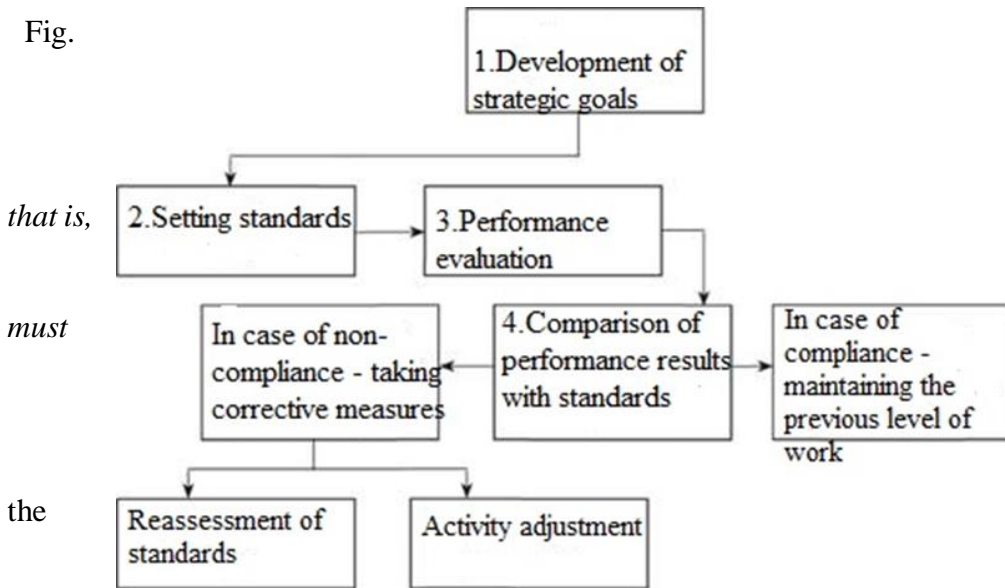 Fig.
1.Development of
strategic goals
that is,
2.Setting standards
3.Performance
evaluation
must
In case of non-
compliance - taking
corrective measures
4.Comparison of
performance results
with standards
In case of
compliance -
maintaining the
previous level of
work
the
Reassessment of
standards
Activity adjustment